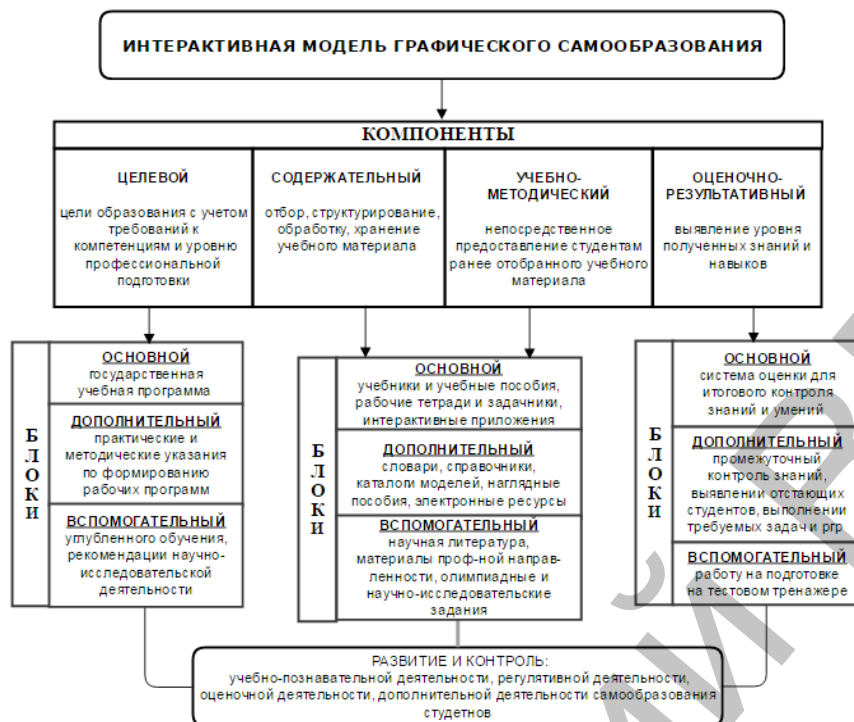 ИНТЕРАКТИВНАЯ МОДЕЛЬ ГРАФИЧЕСКОГО САМООБРАЗОВАНИЯ
КОМПОНЕНТЫ
ЦЕЛЕВОЙ
цели образования с учетом
требований к
компетенциям и уровню
профессиональной
подготовки
СОДЕРЖАТЕЛЬНЫЙ
отбор, структурирование,
обработку, хранение
учебного материала
УЧЕБНО-
МЕТОДИЧЕСКИЙ
непосредственное
предоставление студентам
ранее отобранного учебного
материала
ОЦЕНОЧНО-
РЕЗУЛЬТАТИВНЫЙ
выявление уровня
полученных знаний и
навыков
БЛОКИ
ОСНОВНОЙ
государственная
учебная программа
ДОПОЛНИТЕЛЬНЫЙ
практические и
методические указания
по формированию
рабочих программ
ВСПОМОГАТЕЛЬНЫЙ
углубленного обучения,
рекомендации научно-
исследовательской
деятельности
БЛОКИ
ОСНОВНОЙ
учебники и учебные пособия,
рабочие тетради и задачники,
интерактивные приложения
ДОПОЛНИТЕЛЬНЫЙ
словари, справочники,
каталоги моделей, наглядные
пособия, электронные ресурсы
ВСПОМОГАТЕЛЬНЫЙ
научная литература,
материалы проф-ной направ-
ленности, олимпиадные и
научно-исследовательские
задания
БЛОКИ
ОСНОВНОЙ
система оценки для
итогового контроля
знаний и умений
ДОПОЛНИТЕЛЬНЫЙ
промежуточный
контроль знаний,
выявлении отстающих
студентов, выполнении
требуемых задач и ргр
ВСПОМОГАТЕЛЬНЫЙ
работу на подготовке
на тестовом тренажере
РАЗВИТИЕ И КОНТРОЛЬ:
учебно-познавательной деятельности, регулятивной деятельности,
оценочной деятельности, дополнительной деятельности самообразования
студетнов